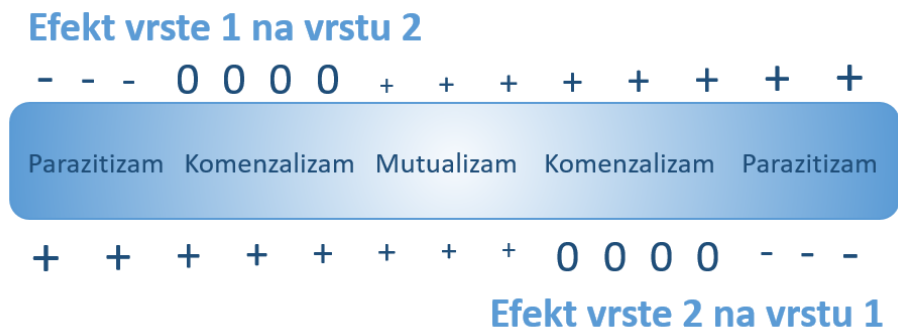 Efekt vrste 1 na vrstu 2
- - - 0 0 0 0 + + + + + + + +
Parazitizam Komenzalizam Mutualizam Komenzalizam Parazitizam
+ + + + + + + + 0 0 0 0 - - -
Efekt vrste 2 na vrstu 1